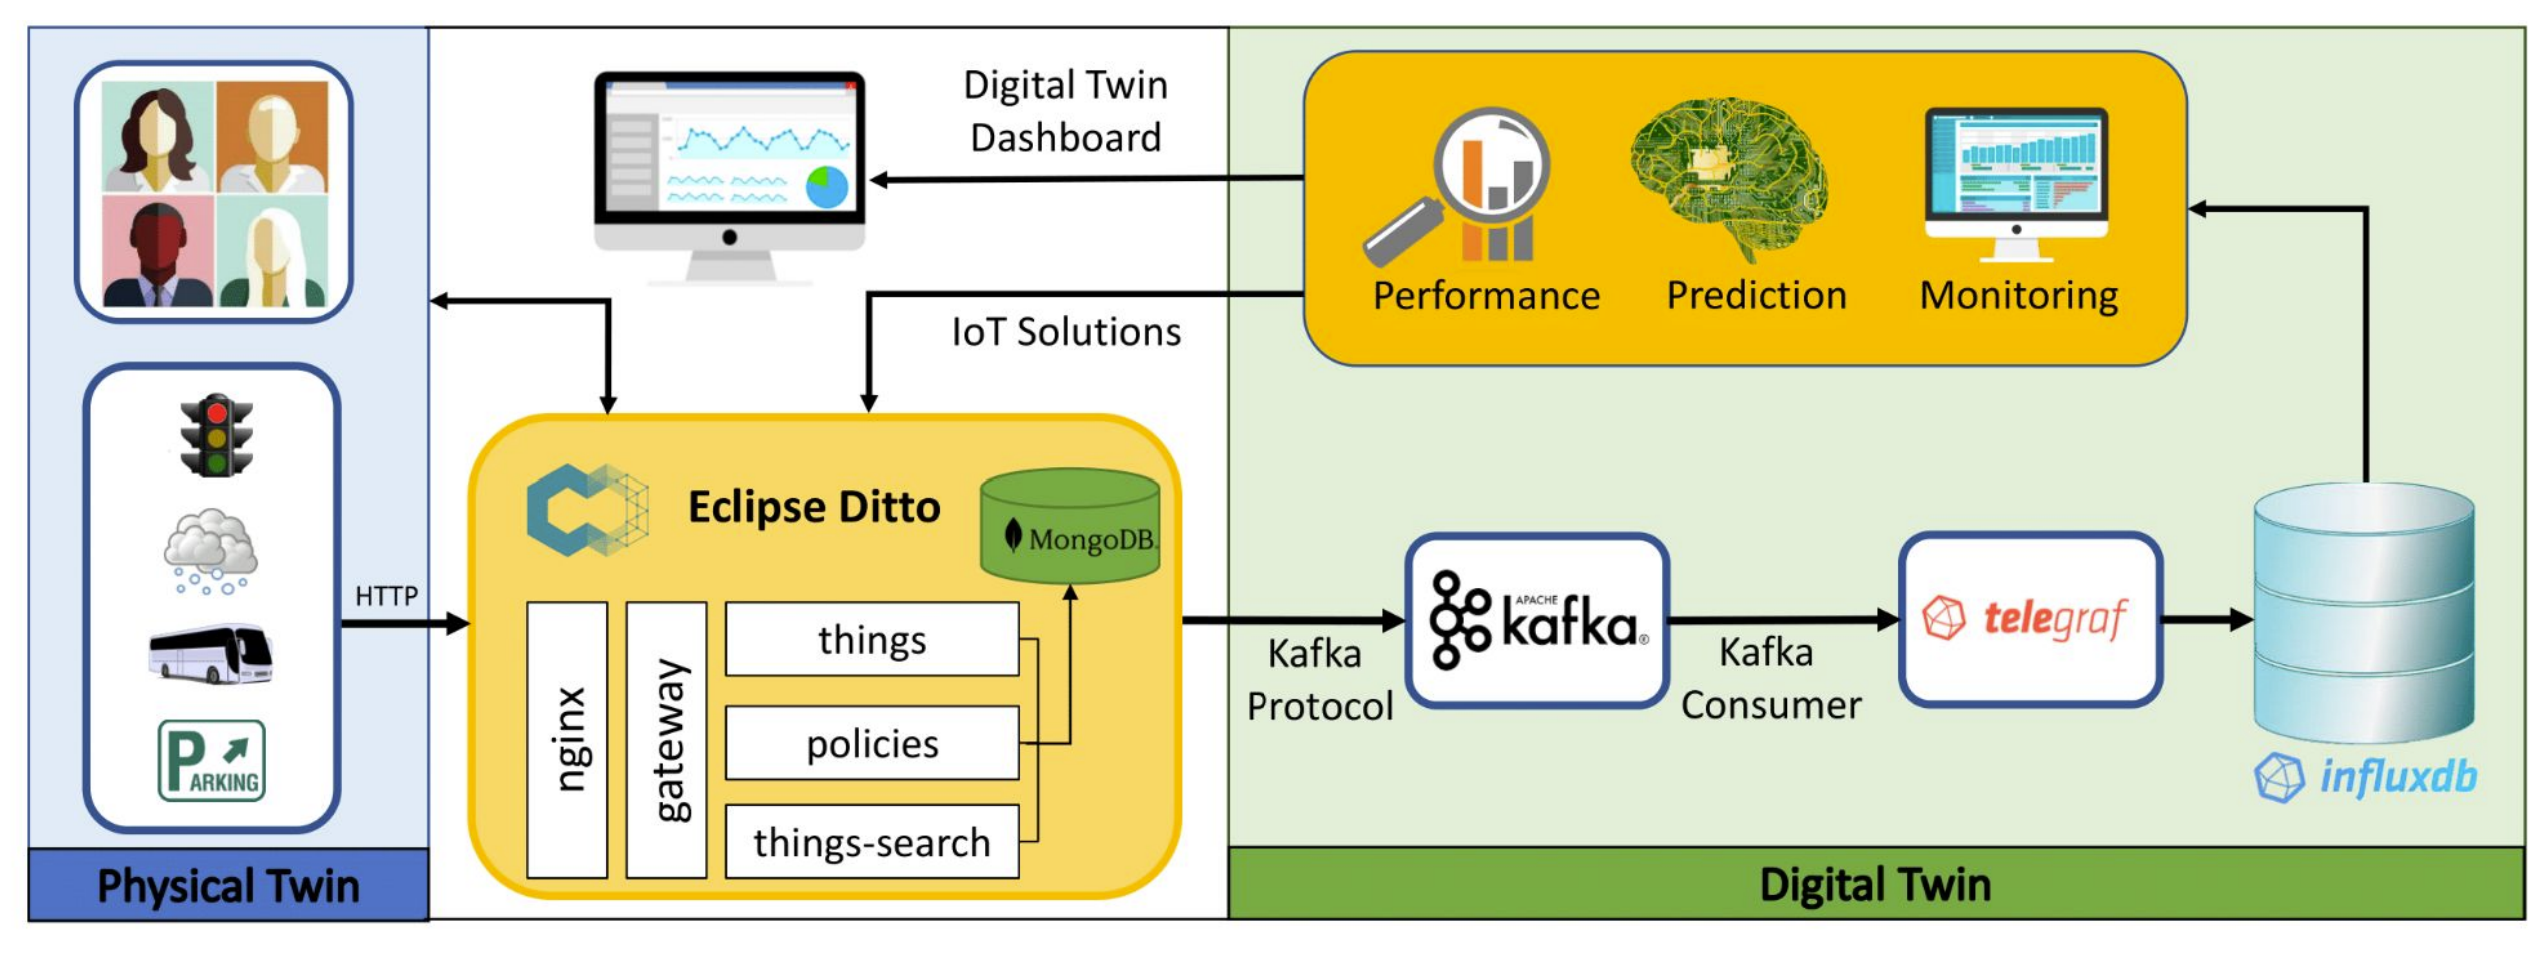 Digital Twin
Dashboard
Performance
Prediction
Monitoring
IoT Solutions
HTTP
PARKING
Eclipse Ditto
MongoDB.
nginx
gateway
things
policies
things-search
Kafka
Protocol
APACHE
kafka®
Kafka
Consumer
telegraf
influxdb
Physical Twin
Digital Twin